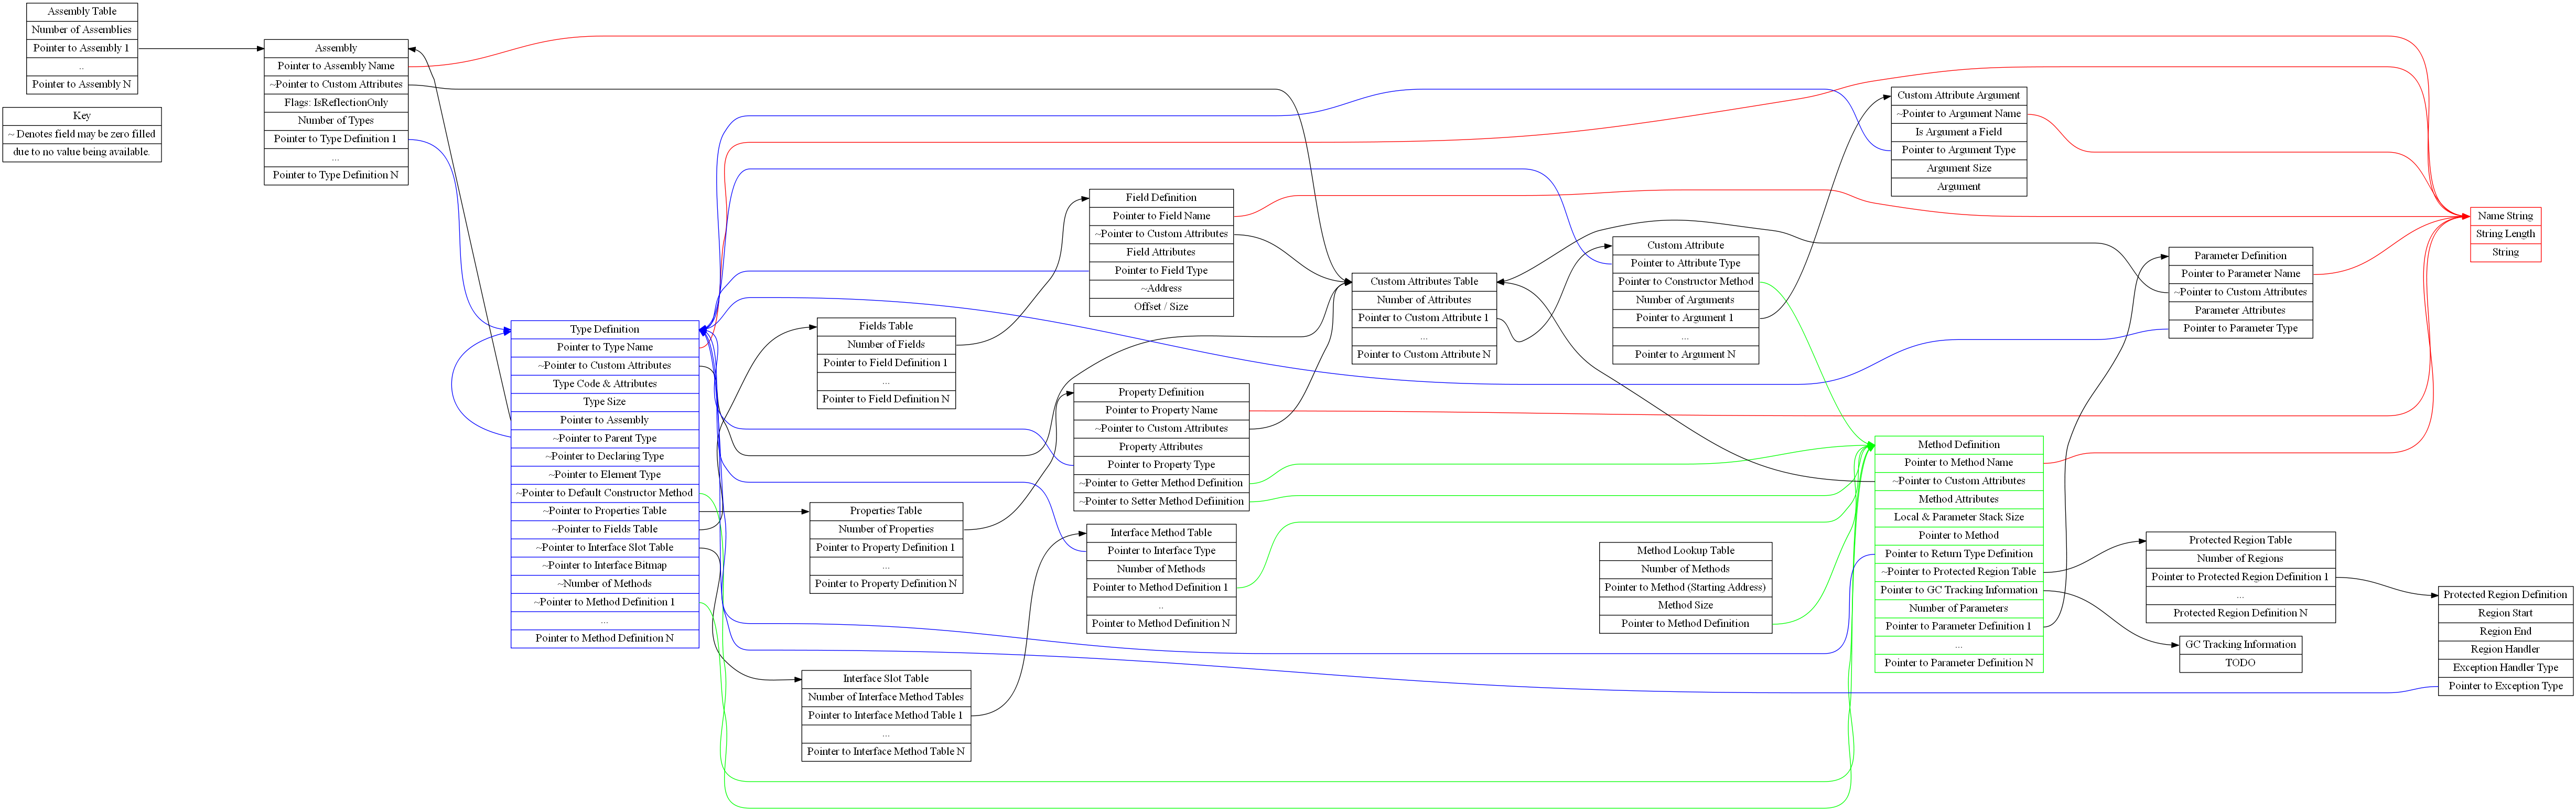 Assembly Table
Number of Assemblies
Pointer to Assembly 1
..
Pointer to Assembly N
Key
~ Denotes field may be zero filled
due to no value being available.
Assembly
Pointer to Assembly Name
~Pointer to Custom Attributes
Flags: IsReflectionOnly
Number of Types
Pointer to Type Definition 1
...
Pointer to Type Definition N
Type Definition
Pointer to Type Name
~Pointer to Custom Attributes
Type Code & Attributes
Type Size
Pointer to Assembly
~Pointer to Parent Type
~Pointer to Declaring Type
~Pointer to Element Type
~Pointer to Default Constructor Method
~Pointer to Properties Table
~Pointer to Fields Table
~Pointer to Interface Slot Table
~Pointer to Interface Bitmap
~Number of Methods
~Pointer to Method Definition 1
...
Pointer to Method Definition N
Fields Table
Number of Fields
Pointer to Field Definition 1
...
Pointer to Field Definition N
Properties Table
Number of Properties
Pointer to Property Definition 1
...
Pointer to Property Definition N
Interface Slot Table
Number of Interface Method Tables
Pointer to Interface Method Table 1
...
Pointer to Interface Method Table N
Field Definition
Pointer to Field Name
~Pointer to Custom Attributes
Field Attributes
Pointer to Field Type
~Address
Offset / Size
Property Definition
Pointer to Property Name
~Pointer to Custom Attributes
Property Attributes
Pointer to Property Type
~Pointer to Getter Method Definition
~Pointer to Setter Method Defiinition
Interface Method Table
Pointer to Interface Type
Number of Methods
Pointer to Method Definition 1
..
Pointer to Method Definition N
Custom Attributes Table
Number of Attributes
Pointer to Custom Attribute 1
...
Pointer to Custom Attribute N
Custom Attribute
Pointer to Attribute Type
Pointer to Constructor Method
Number of Arguments
Pointer to Argument 1
...
Pointer to Argument N
Method Lookup Table
Number of Methods
Pointer to Method (Starting Address)
Method Size
Pointer to Method Definition
Custom Attribute Argument
~Pointer to Argument Name
Is Argument a Field
Pointer to Argument Type
Argument Size
Argument
Method Definition
Pointer to Method Name
~Pointer to Custom Attributes
Method Attributes
Local & Parameter Stack Size
Pointer to Method
Pointer to Return Type Definition
~Pointer to Protected Region Table
Pointer to GC Tracking Information
Number of Parameters
Pointer to Parameter Definition 1
...
Pointer to Parameter Definition N
Parameter Definition
Pointer to Parameter Name
~Pointer to Custom Attributes
Parameter Attributes
Pointer to Parameter Type
Protected Region Table
Number of Regions
Pointer to Protected Region Definition 1
...
Protected Region Definition N
GC Tracking Information
TODO
Name String
String Length
String
Protected Region Definition
Region Start
Region End
Region Handler
Exception Handler Type
Pointer to Exception Type